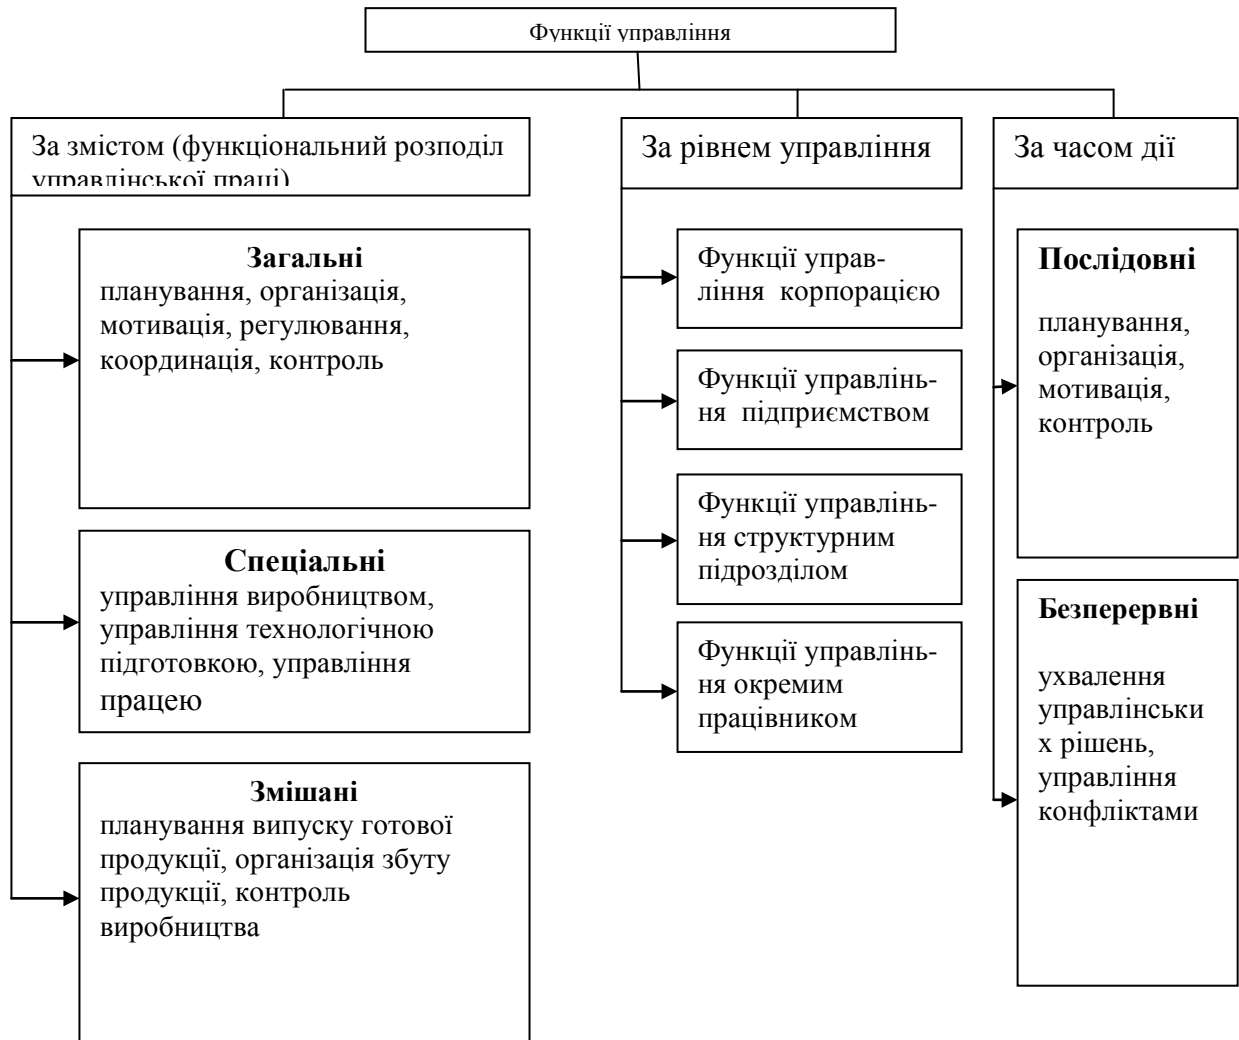 Функції управління
За змістом (функціональний розподіл
управлінської праці)
Загальні
планування, організація,
мотивація, регулювання,
координація, контроль
Спеціальні
управління виробництвом,
управління технологічною
підготовкою, управління
працею
Змішані
планування випуску готової
продукції, організація збуту
продукції, контроль
виробництва
За рівнем управління
Функції управ-
ління корпорацією
Функції управлінь-
ня підприємством
Функції управлінь-
ня структурним
підрозділом
Функції управлінь-
ня окремим
працівником
За часом дії
Послідовні
планування,
організація,
мотивація,
контроль
Безперервні
ухвалення
управлінськи
х рішень,
управління
конфліктами